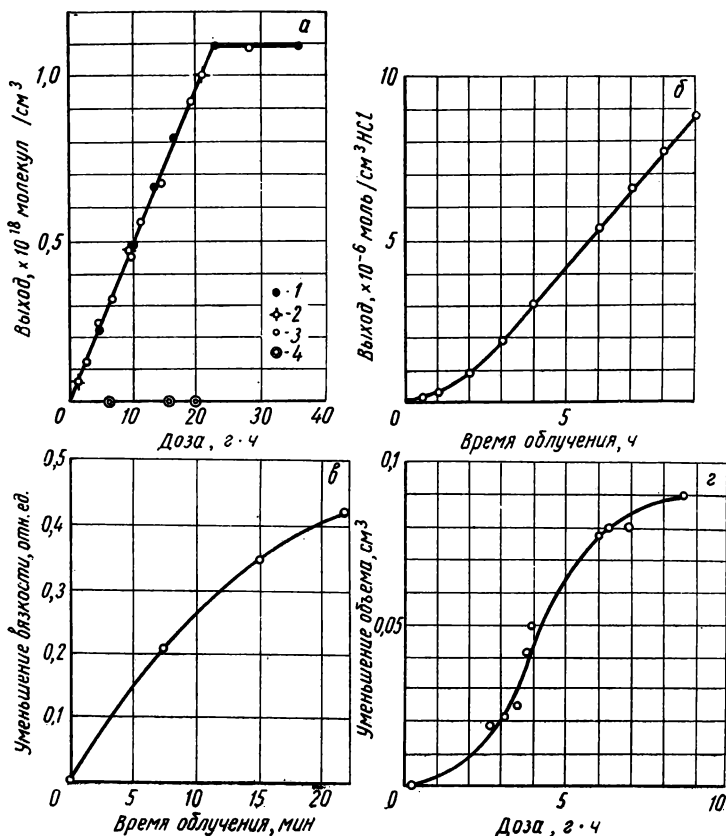 а
Выход, ×10¹⁸ молекул /см³
1,0
0,5
0
10
20
30
40
Доза, г·ч
•-1
-2
-3
-4
б
Выход, ×10⁻⁶ моль/см³ HCl
10
5
0
5
Время облучения, ч
в
Уменьшение вязкости, отн. ед.
0,5
0,4
0,3
0,2
0,1
0
5
10
15
20
Время облучения, мин
г
Уменьшение объема, см³
0,1
0,05
0
0
5
10
Доза, г·ч